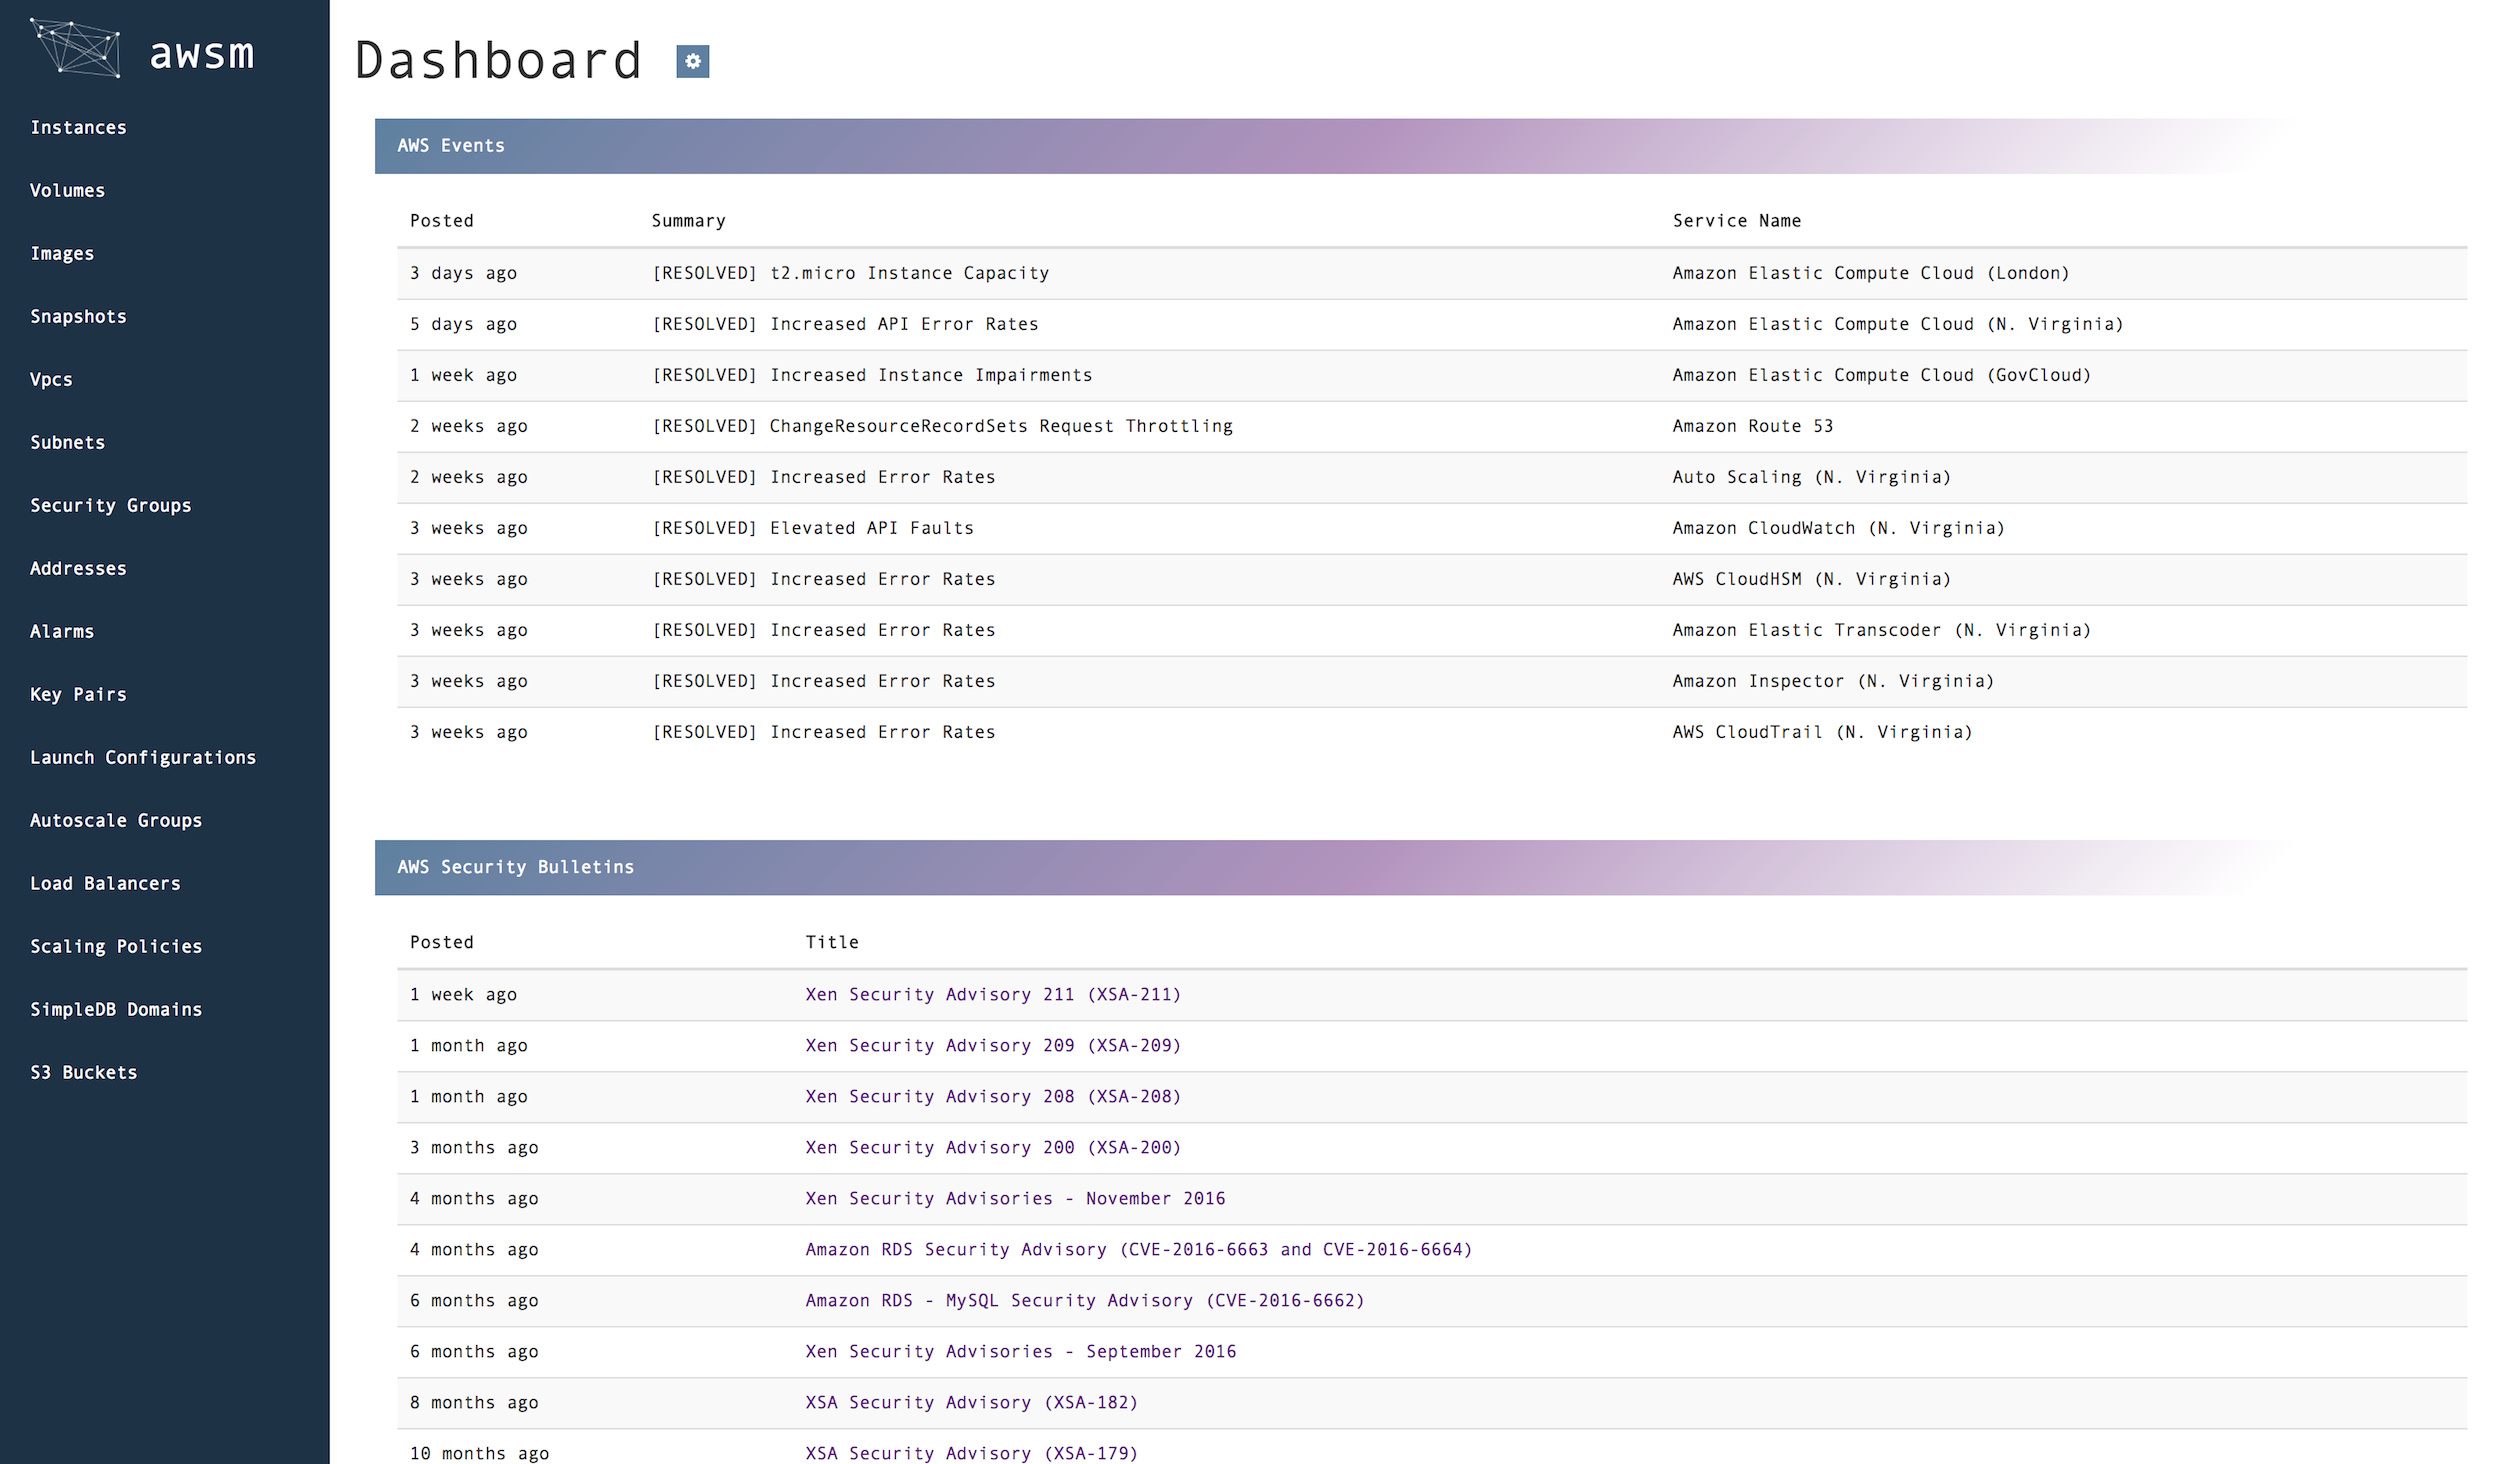 awsm
Instances
Volumes
Images
Snapshots
Vpcs
Subnets
Security Groups
Addresses
Alarms
Key Pairs
Launch Configurations
Autoscale Groups
Load Balancers
Scaling Policies
SimpleDB Domains
S3 Buckets
Dashboard
AWS Events
Posted Summary Service Name
3 days ago [RESOLVED] t2.micro Instance Capacity Amazon Elastic Compute Cloud (London)
5 days ago [RESOLVED] Increased API Error Rates Amazon Elastic Compute Cloud (N. Virginia)
1 week ago [RESOLVED] Increased Instance Impairments Amazon Elastic Compute Cloud (GovCloud)
2 weeks ago [RESOLVED] ChangeResourceRecordSets Request Throttling Amazon Route 53
2 weeks ago [RESOLVED] Increased Error Rates Auto Scaling (N. Virginia)
3 weeks ago [RESOLVED] Elevated API Faults Amazon CloudWatch (N. Virginia)
3 weeks ago [RESOLVED] Increased Error Rates AWS CloudHSM (N. Virginia)
3 weeks ago [RESOLVED] Increased Error Rates Amazon Elastic Transcoder (N. Virginia)
3 weeks ago [RESOLVED] Increased Error Rates Amazon Inspector (N. Virginia)
3 weeks ago [RESOLVED] Increased Error Rates AWS CloudTrail (N. Virginia)
AWS Security Bulletins
Posted Title
1 week ago Xen Security Advisory 211 (XSA-211)
1 month ago Xen Security Advisory 209 (XSA-209)
1 month ago Xen Security Advisory 208 (XSA-208)
3 months ago Xen Security Advisory 200 (XSA-200)
4 months ago Xen Security Advisories - November 2016
4 months ago Amazon RDS Security Advisory (CVE-2016-6663 and CVE-2016-6664)
6 months ago Amazon RDS - MySQL Security Advisory (CVE-2016-6662)
6 months ago Xen Security Advisories - September 2016
8 months ago XSA Security Advisory (XSA-182)
10 months ago XSA Security Advisory (XSA-179)